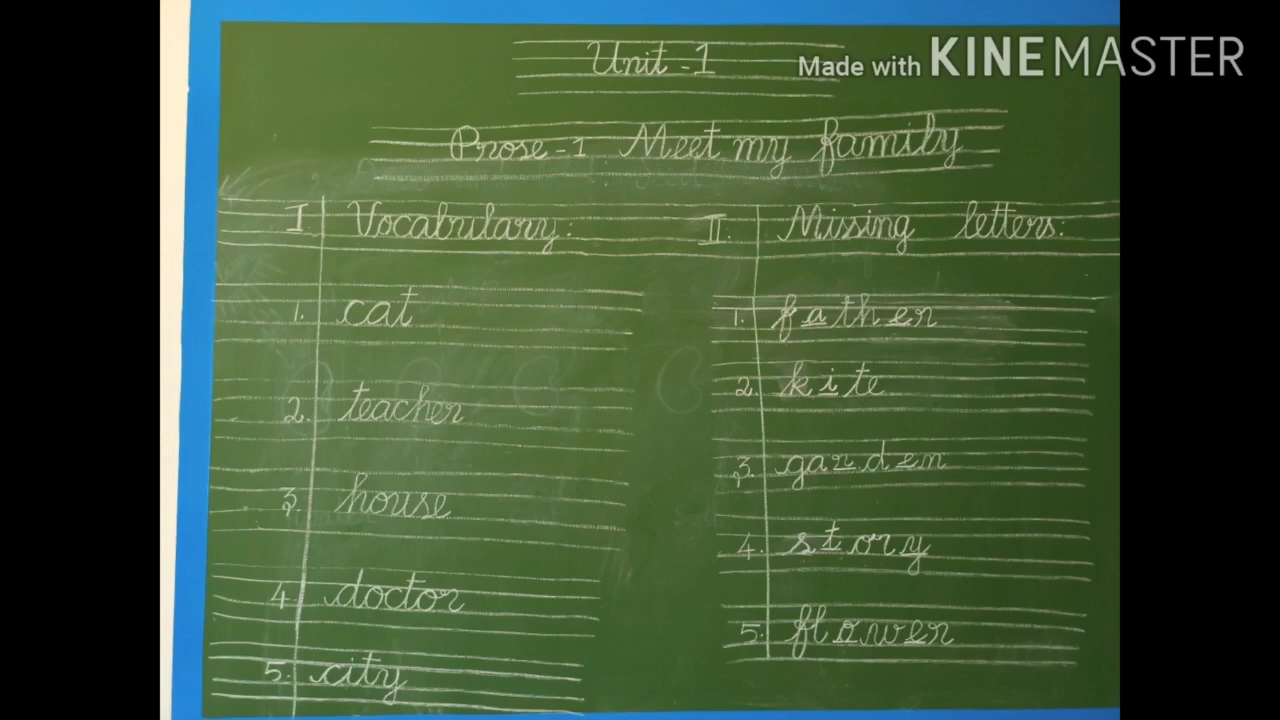 Unit - 1
Made with KINEMASTER
Prose - 1 Meet my family
I. Vocabulary:
1. cat
2. teacher
3. house
4. doctor
5. city
II. Missing letters:
1. father
2. kite
3. garden
4. story
5. flower